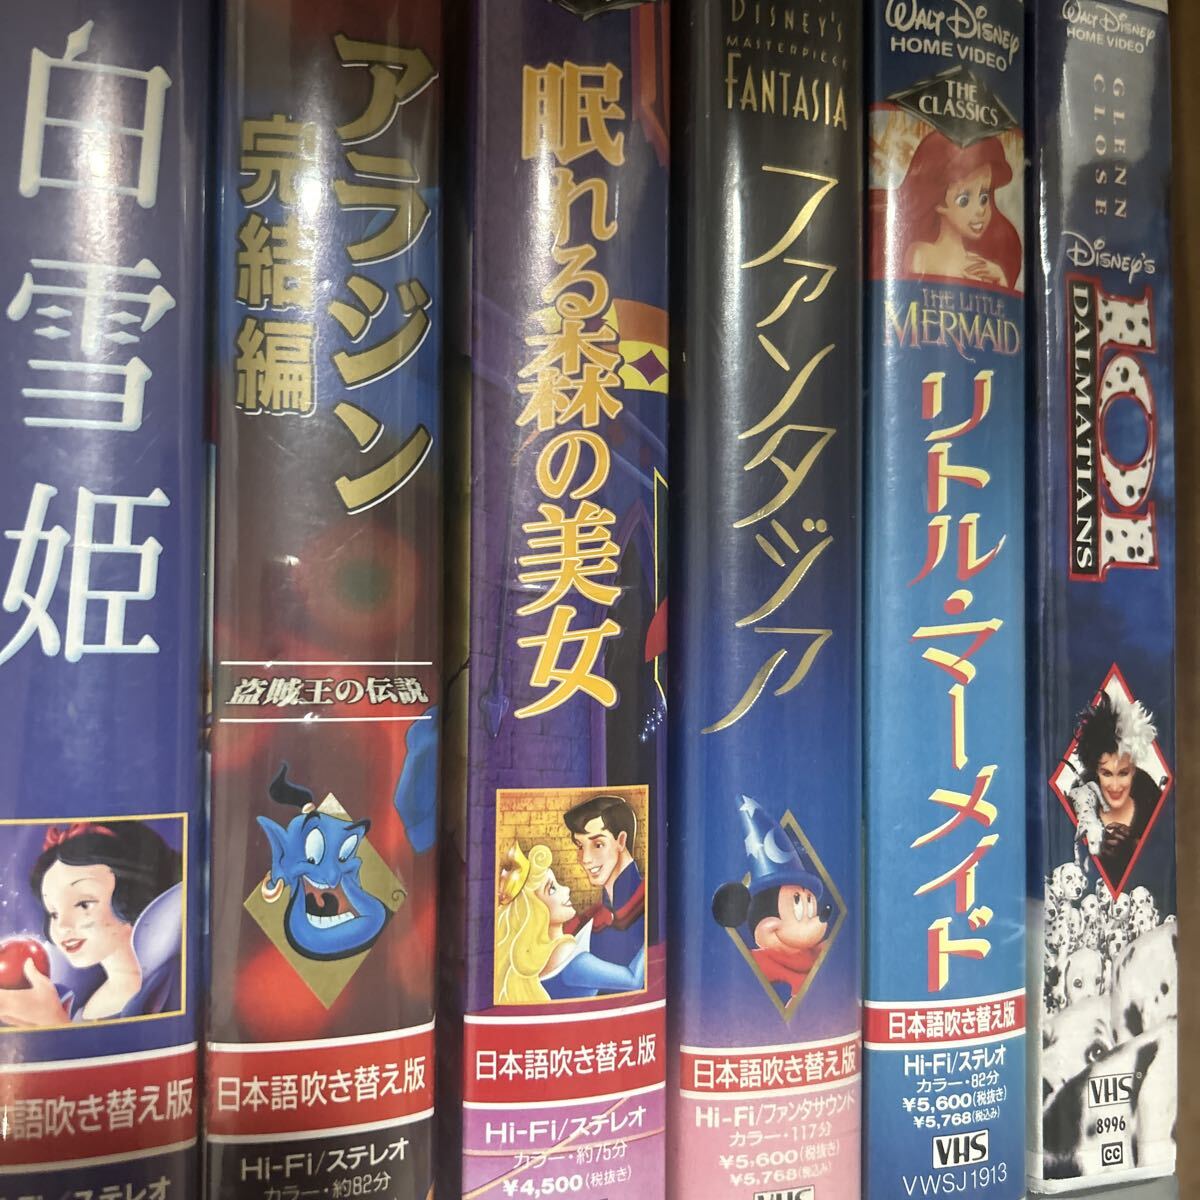 白雪姫
語吹き替え版
ステレオ
アラジン
完結編
盗賊王の伝説
日本語吹き替え版
Hi-Fi/ステレオ
カラー・約82分
眠れる森の美女
日本語吹き替え版
Hi-Fi/ステレオ
カラー・約75分
¥4,500(税抜き)
DISNEY'S
MASTERPIECE
FANTASIA
ファンタジア
日本語吹き替え版
Hi-Fi/ファンタサウンド
カラー・117分
¥5,600(税抜き)
¥5,768(税込み)
VHS
WALT DISNEY
HOME VIDEO
THE
CLASSICS
THE LITTLE
MERMAID
リトル・マーメイド
日本語吹き替え版
Hi-Fi/ステレオ
カラー・82分
¥5,600(税抜き)
¥5,768(税込み)
VHS
VWSJ1913
WALT DISNEY
HOME VIDEO
GLENN
CLOSE
DISNEY'S
101
DALMATIANS
VHS
8996
CC